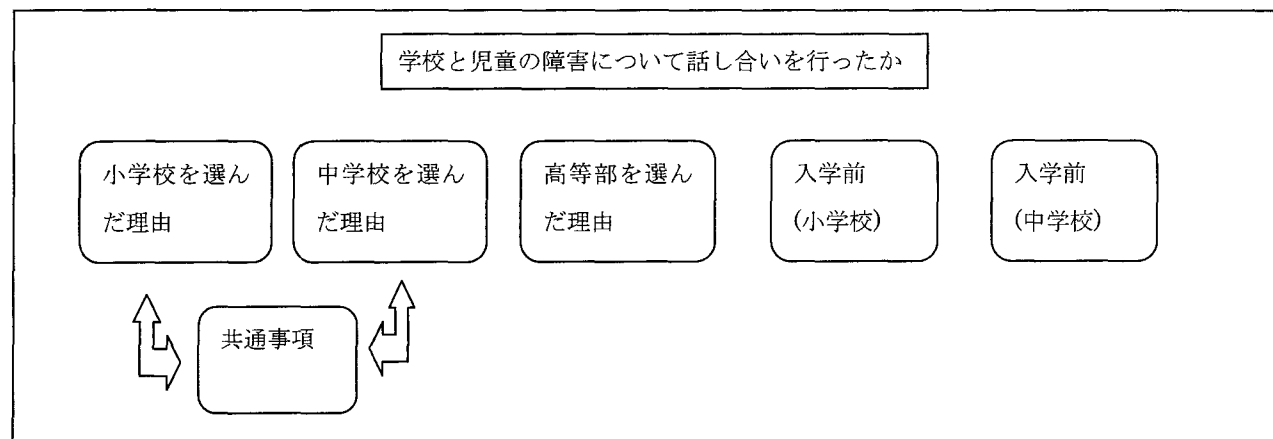 学校と児童の障害について話し合いを行ったか
小学校を選ん
だ理由
中学校を選ん
だ理由
高等部を選ん
だ理由
入学前
(小学校)
入学前
(中学校)
共通事項